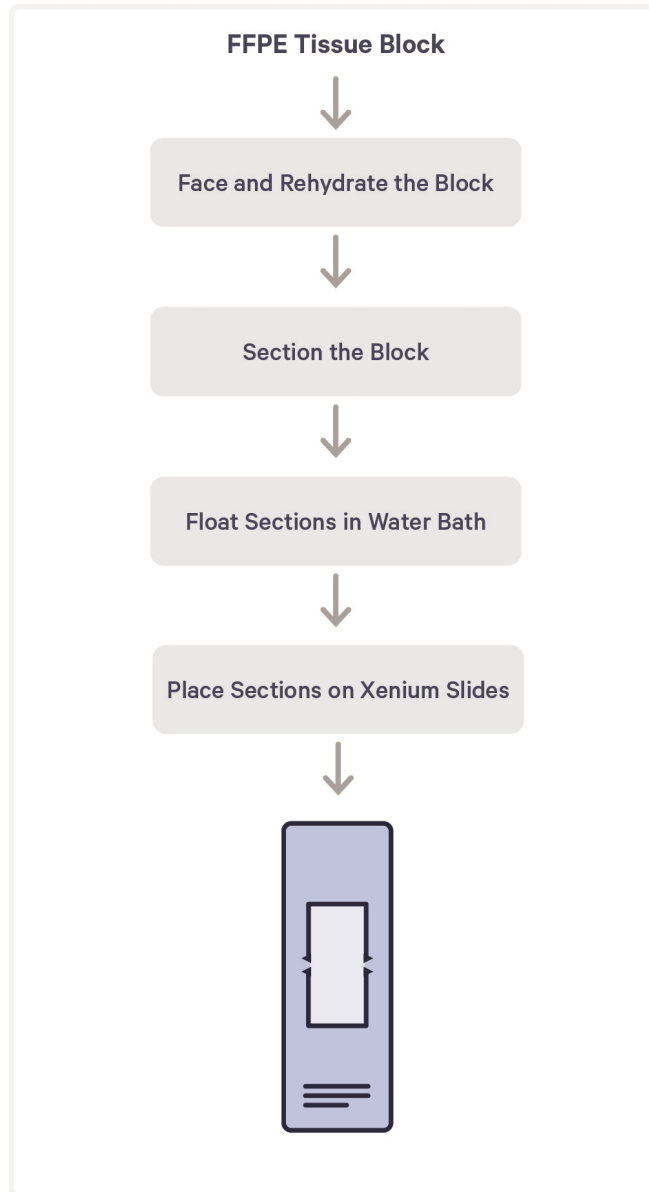 FFPE Tissue Block
Face and Rehydrate the Block
Section the Block
Float Sections in Water Bath
Place Sections on Xenium Slides